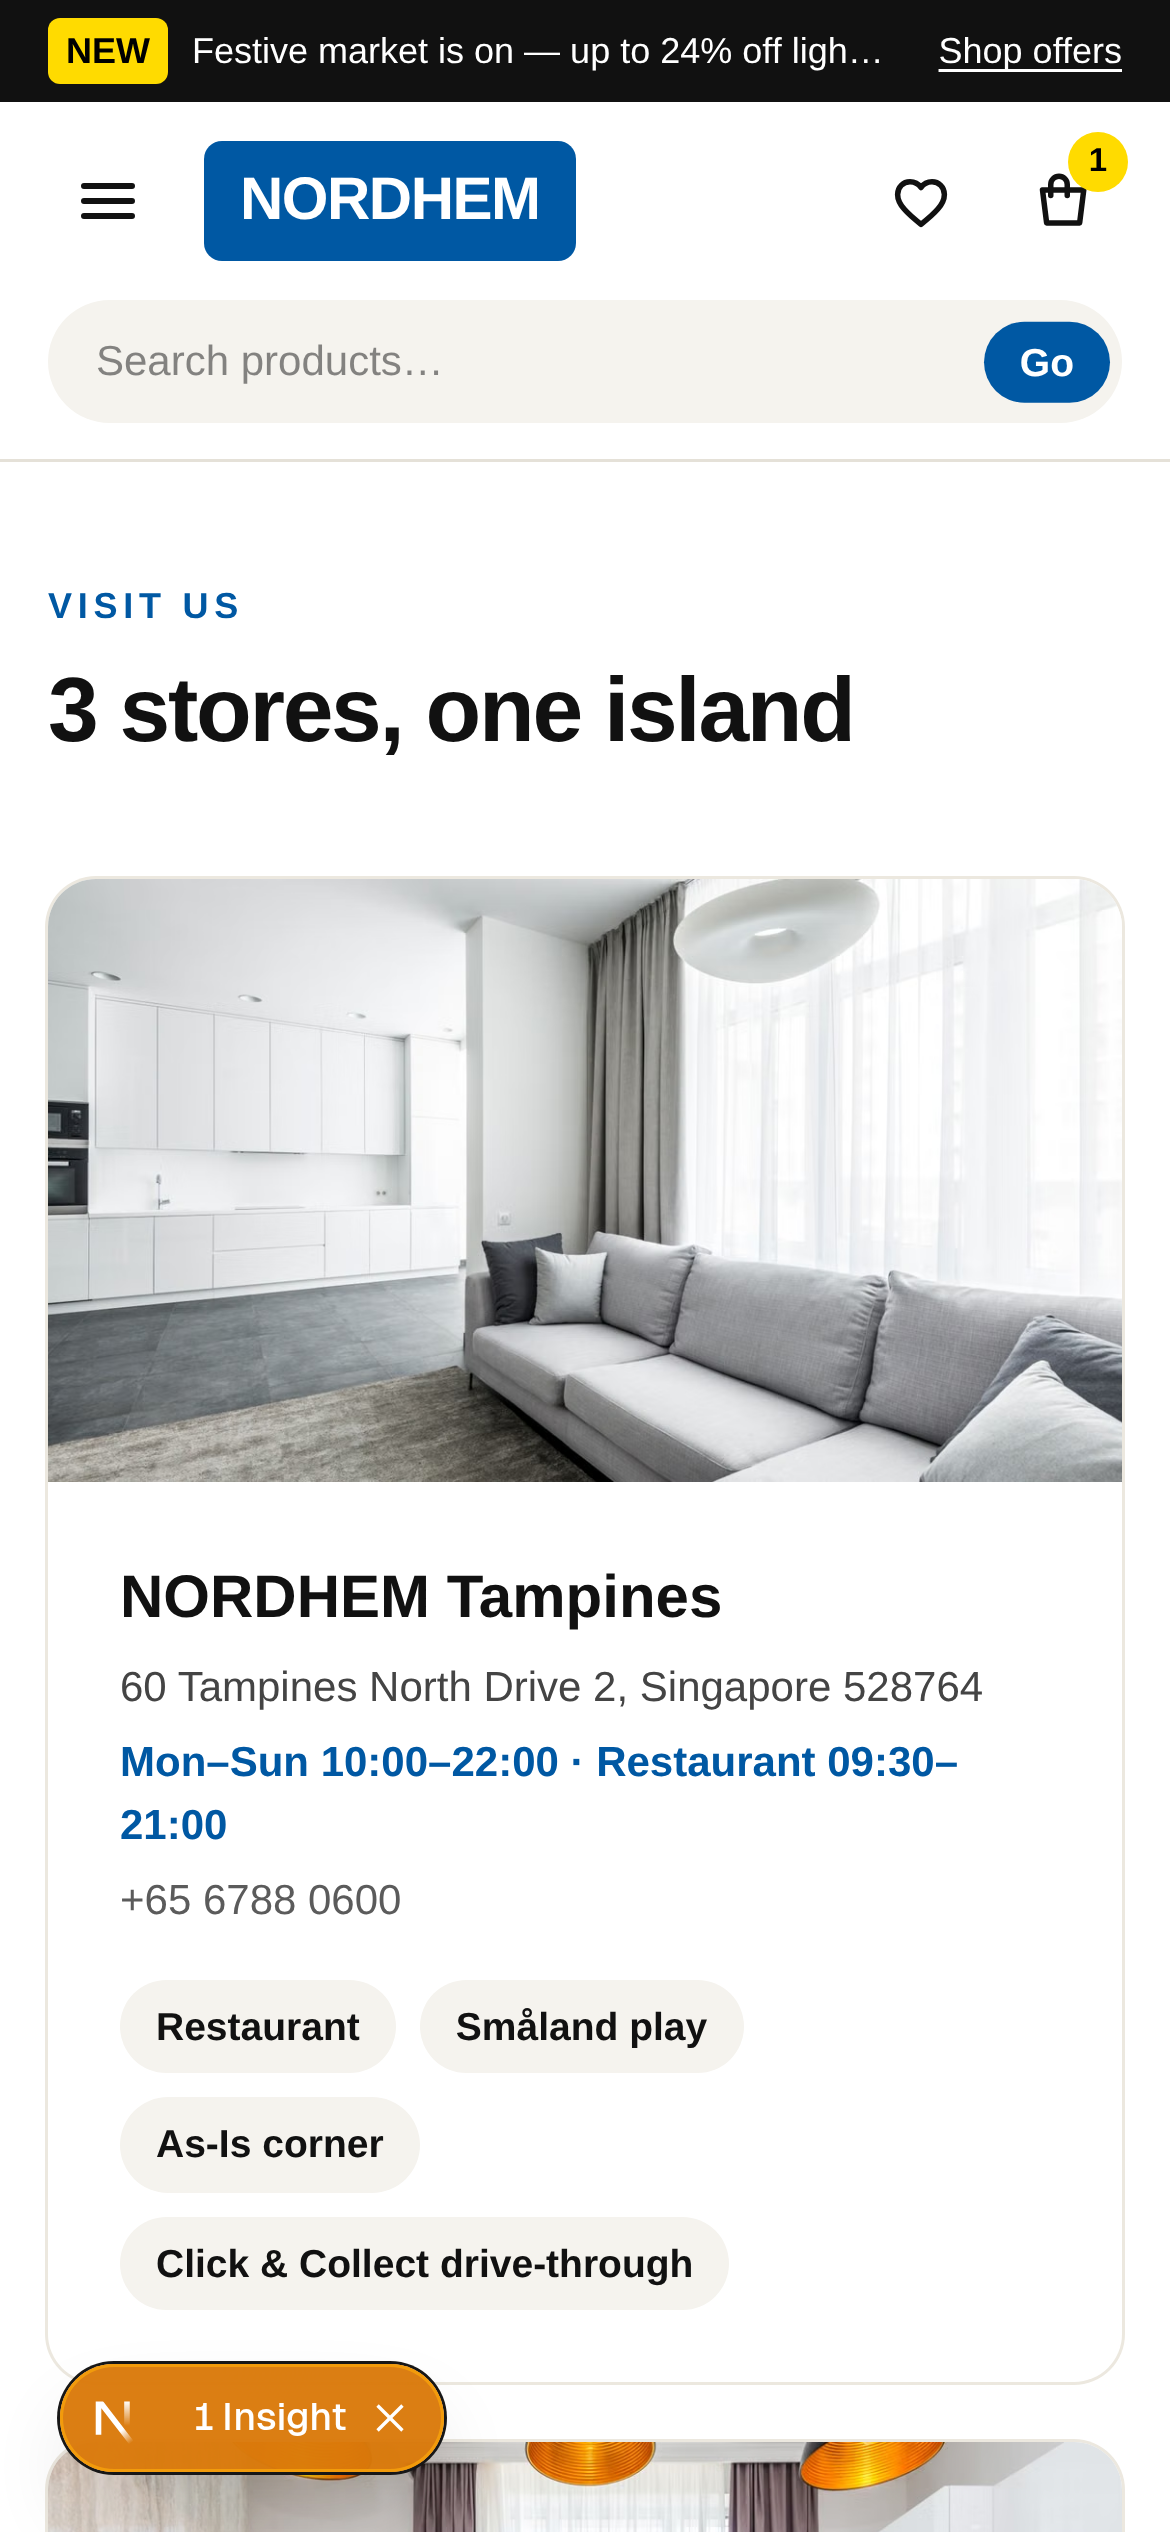 NEW Festive market is on — up to 24% off ligh… Shop offers
NORDHEM 1
Search products… Go
VISIT US
3 stores, one island
NORDHEM Tampines
60 Tampines North Drive 2, Singapore 528764
Mon–Sun 10:00–22:00 · Restaurant 09:30–
21:00
+65 6788 0600
Restaurant Småland play
As-Is corner
Click & Collect drive-through
N 1 Insight